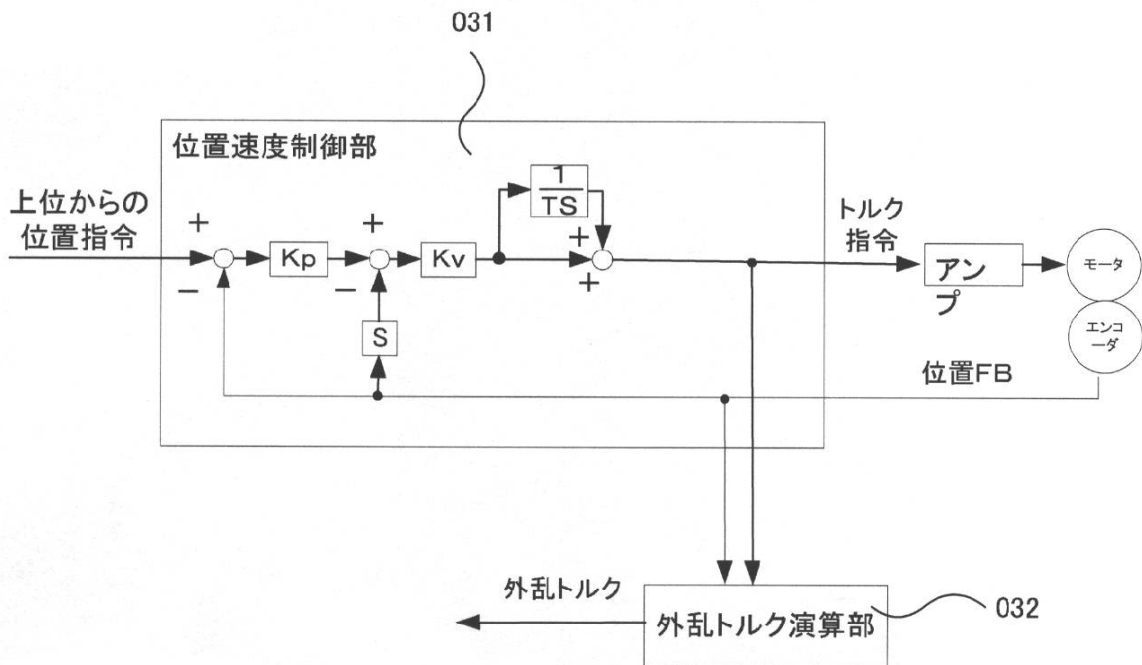 031
位置速度制御部
上位からの
位置指令
+
−
Kp
+
−
Kv
1
TS
+
+
S
トルク
指令
アン
プ
モータ
エンコ
ーダ
位置FB
外乱トルク
外乱トルク演算部
032